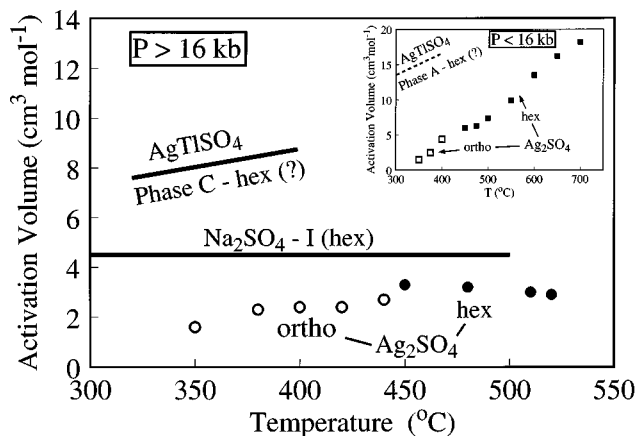 Activation Volume (cm³ mol⁻¹)
14
12
10
8
6
4
2
0
P > 16 kb
AgTlSO₄
Phase C - hex (?)
Na₂SO₄ - I (hex)
ortho
hex
Ag₂SO₄
300
350
400
450
500
550
Temperature (°C)
Activation Volume (cm³mol⁻¹)
20
15
10
5
0
P < 16 kb
AgTlSO₄
Phase A - hex (?)
hex
ortho
Ag₂SO₄
300
400
500
600
700
T (°C)